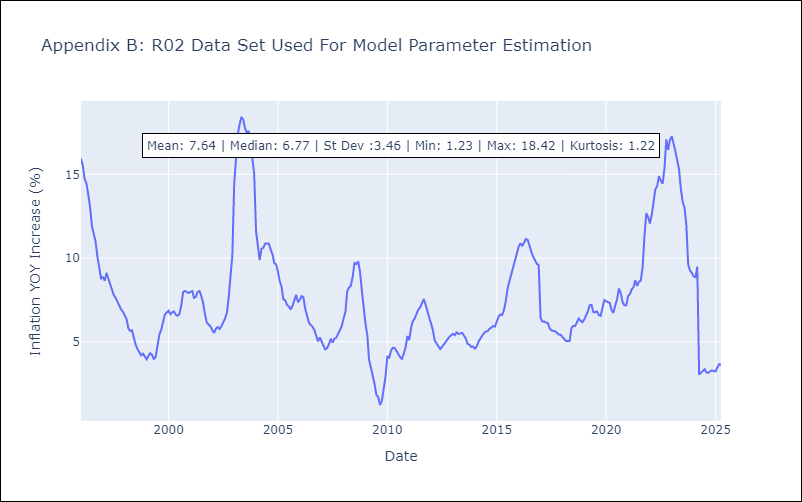 Appendix B: R02 Data Set Used For Model Parameter Estimation
Mean: 7.64 | Median: 6.77 | St Dev :3.46 | Min: 1.23 | Max: 18.42 | Kurtosis: 1.22
Inflation YOY Increase (%)
15
10
5
2000
2005
2010
2015
2020
2025
Date